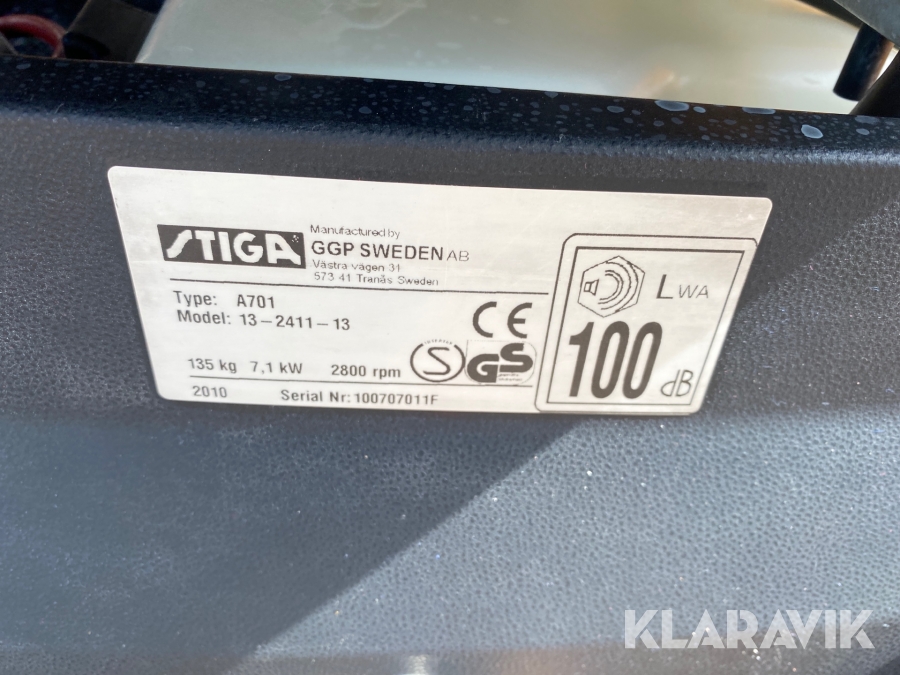 STIGA
Manufactured by
GGP SWEDEN AB
Västra vägen 31
573 41 Tranås Sweden
Type: A701
Model: 13-2411-13
135 kg 7,1 kW 2800 rpm
2010 Serial Nr: 100707011F
CE
S
GS
LWA
100
dB
KLARAVIK